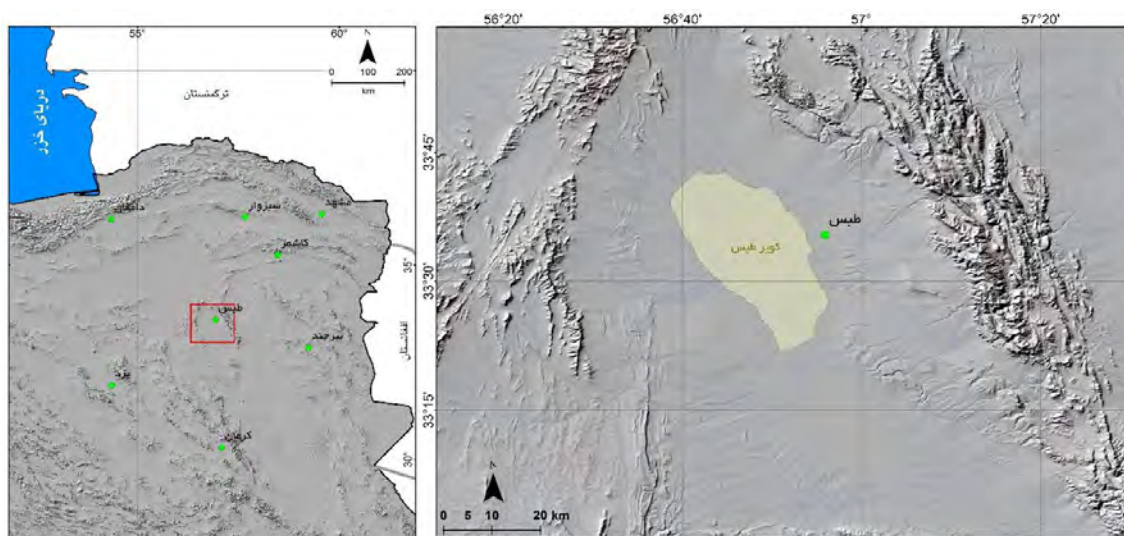 55° 60°
N
0 100 200
km
ترکمنستان
دریای خزر
دامغان
سبزوار
مشهد
کاشمر
35°
طبس
بیرجند
افغانستان
یزد
کرمان
30°
56°20' 56°40' 57° 57°20'
33°45'
33°30'
33°15'
طبس
کویر طبس
N
0 5 10 20 km